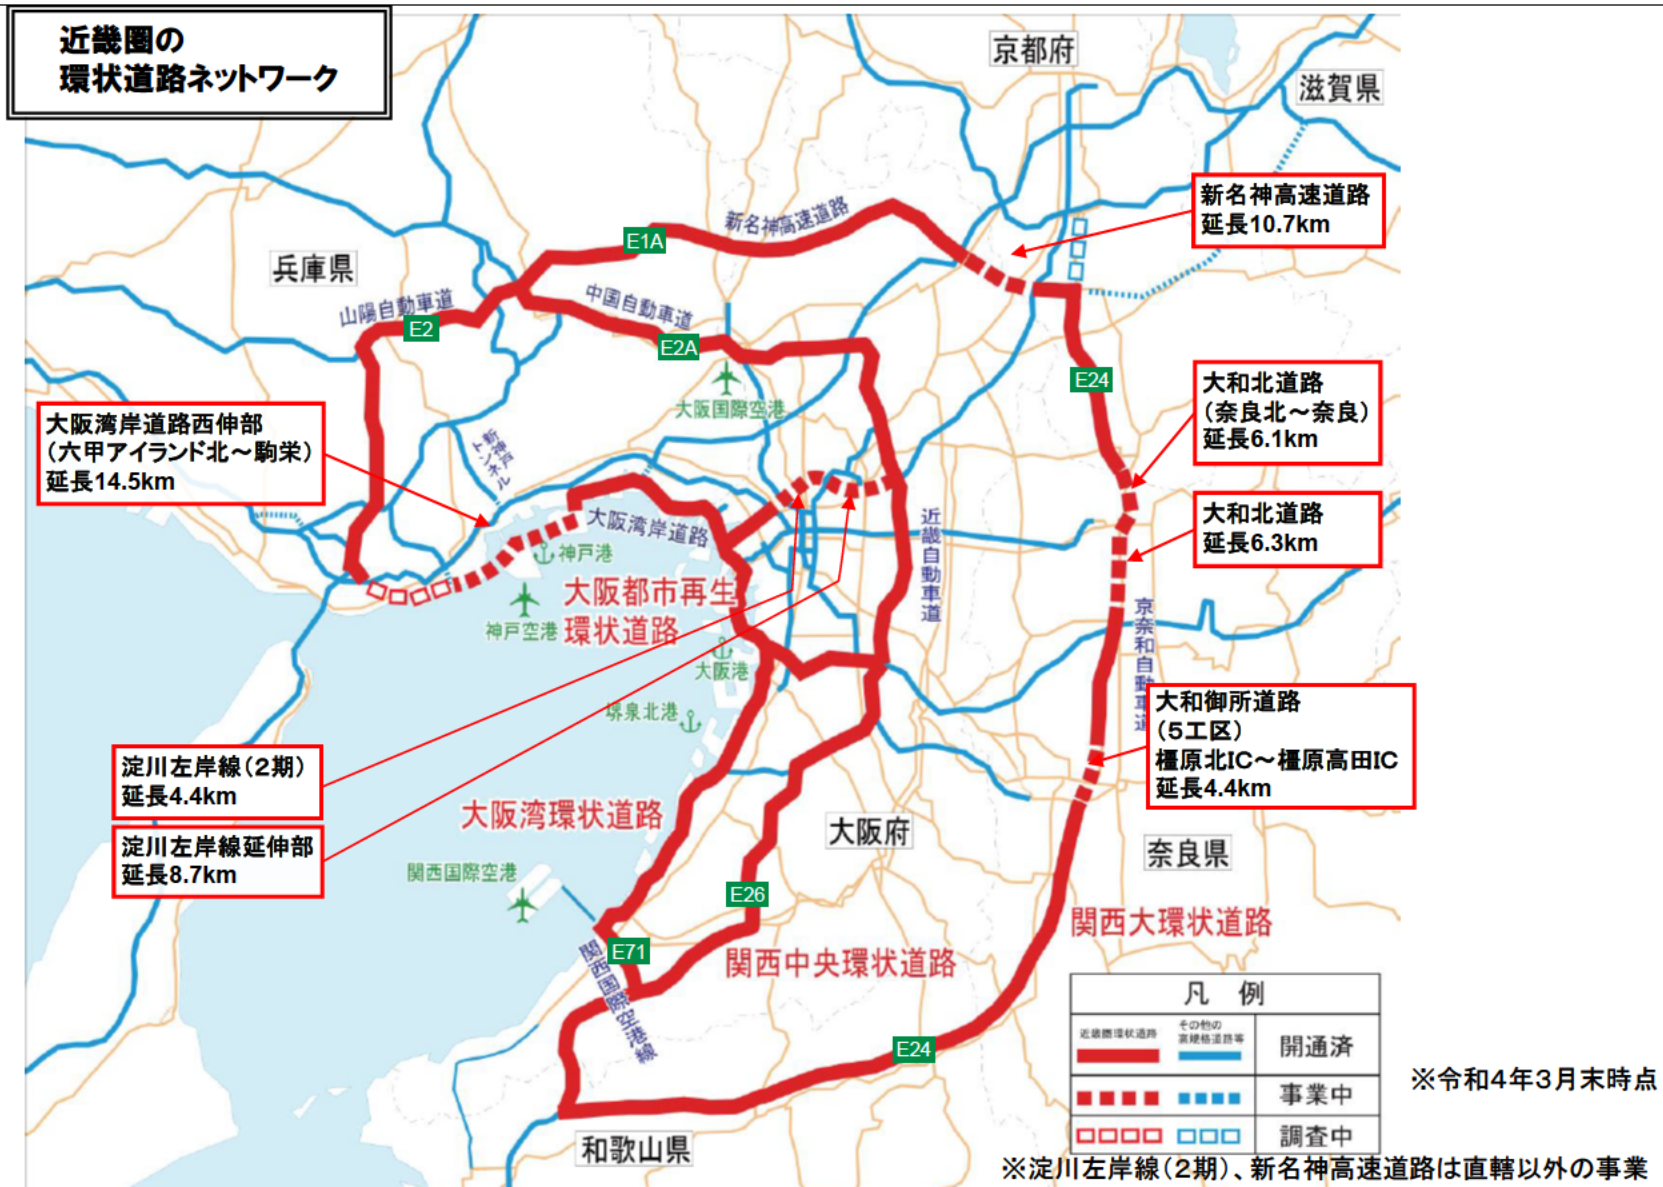 近畿圏の
環状道路ネットワーク
京都府
滋賀県
新名神高速道路
延長10.7km
新名神高速道路
E1A
兵庫県
山陽自動車道
E2
中国自動車道
E2A
大阪国際空港
E24
大和北道路
(奈良北～奈良)
延長6.1km
大阪湾岸道路西伸部
(六甲アイランド北～駒栄)
延長14.5km
新神戸
トンネル
大阪湾岸道路
神戸港
近畿自動車道
大和北道路
延長6.3km
大阪都市再生
環状道路
神戸空港
大阪港
京奈和自動車道
堺泉北港
大和御所道路
(5工区)
橿原北IC～橿原高田IC
延長4.4km
淀川左岸線(2期)
延長4.4km
大阪湾環状道路
淀川左岸線延伸部
延長8.7km
大阪府
奈良県
関西国際空港
E26
関西大環状道路
E71
関西国際空港線
関西中央環状道路
E24
和歌山県
凡 例
近畿圏環状道路
その他の
高規格道路等
開通済
事業中
調査中
※令和4年3月末時点
※淀川左岸線(2期)、新名神高速道路は直轄以外の事業